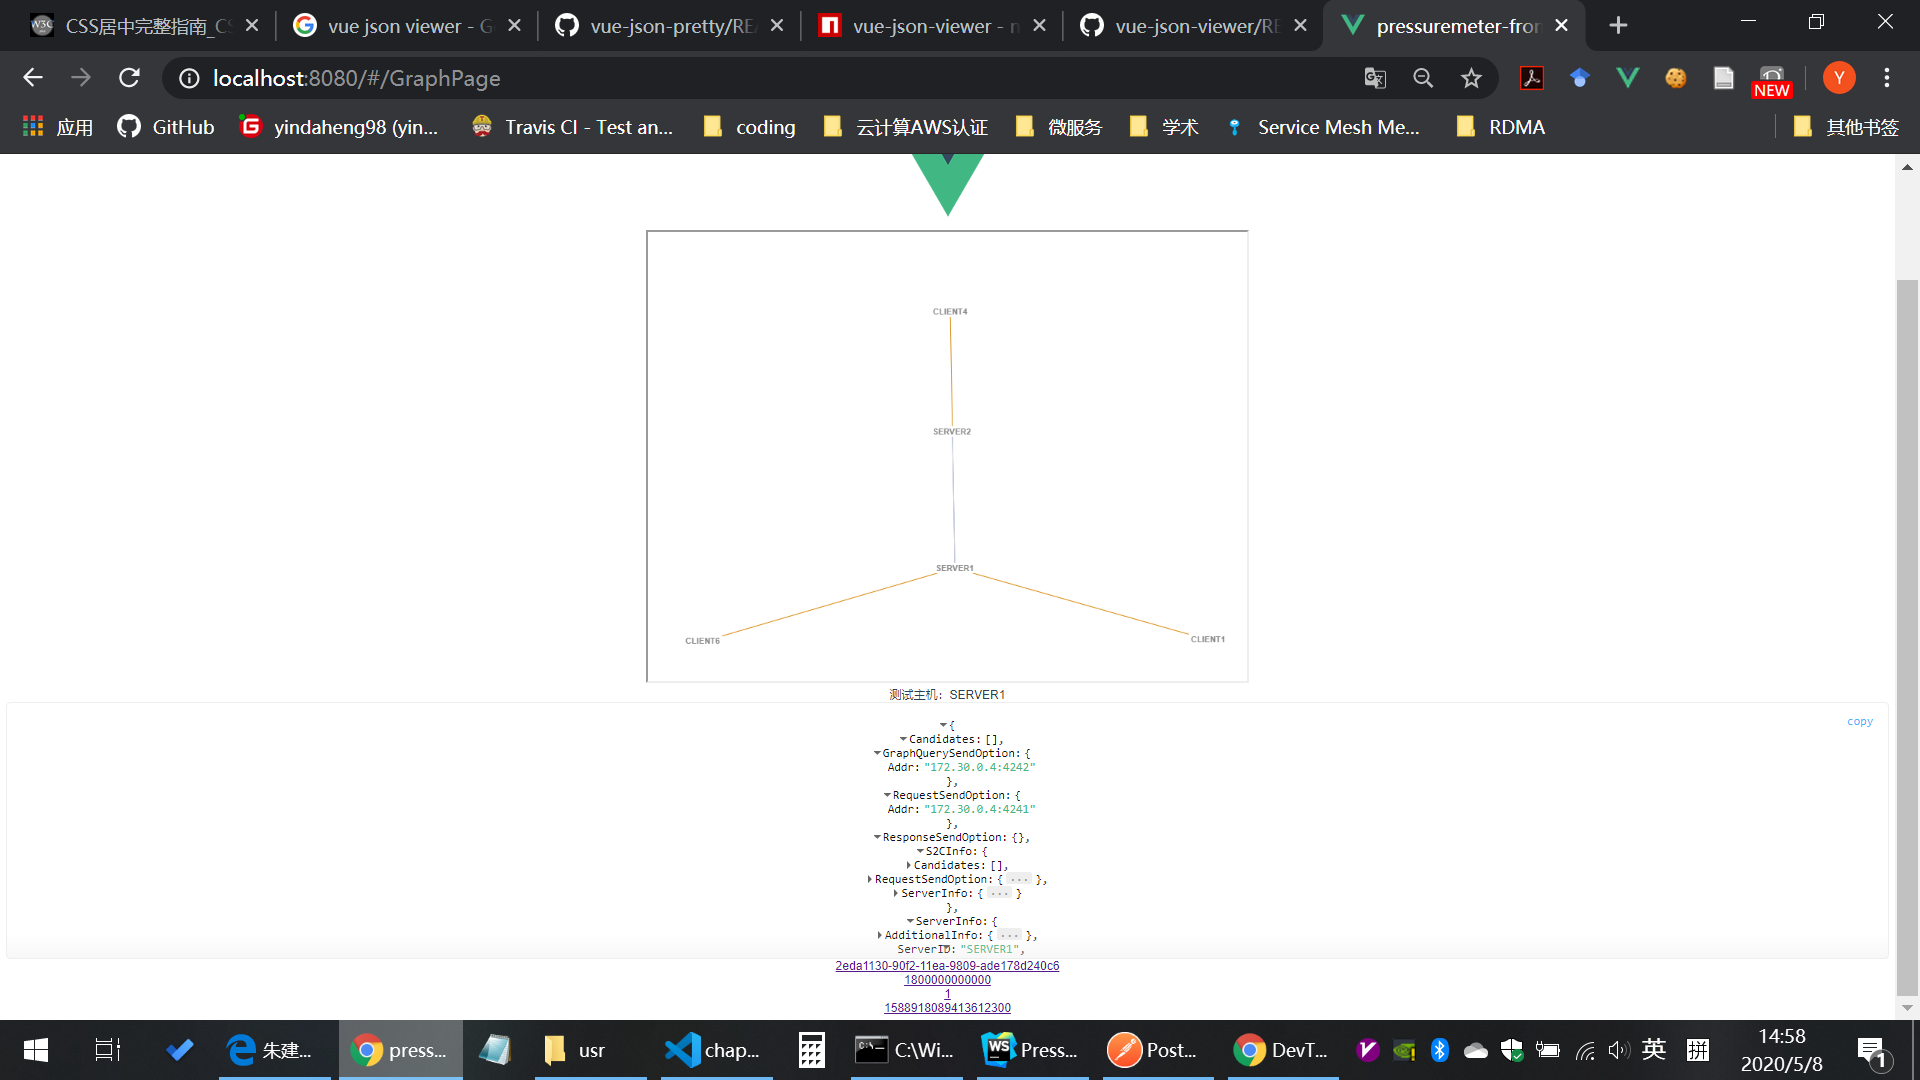 CSS居中完整指南_CS
vue json viewer - G
vue-json-pretty/REA
vue-json-viewer - n
vue-json-viewer/RE
pressuremeter-fron
localhost:8080/#/GraphPage
NEW
Y
应用
GitHub
yindaheng98 (yin...
Travis CI - Test an...
coding
云计算AWS认证
微服务
学术
Service Mesh Me...
RDMA
其他书签
CLIENT4
SERVER2
SERVER1
CLIENT6
CLIENT1
测试主机：SERVER1
copy
{
Candidates: [],
GraphQuerySendOption: {
Addr: "172.30.0.4:4242"
},
RequestSendOption: {
Addr: "172.30.0.4:4241"
},
ResponseSendOption: {},
S2CInfo: {
Candidates: [],
RequestSendOption: { ... },
ServerInfo: { ... }
},
ServerInfo: {
AdditionalInfo: { ... },
ServerID: "SERVER1",
2eda1130-90f2-11ea-9809-ade178d240c6
1800000000000
1
1588918089413612300
朱建...
press...
usr
chap...
C:\Wi...
Press...
Post...
DevT...
英
拼
14:58
2020/5/8
1